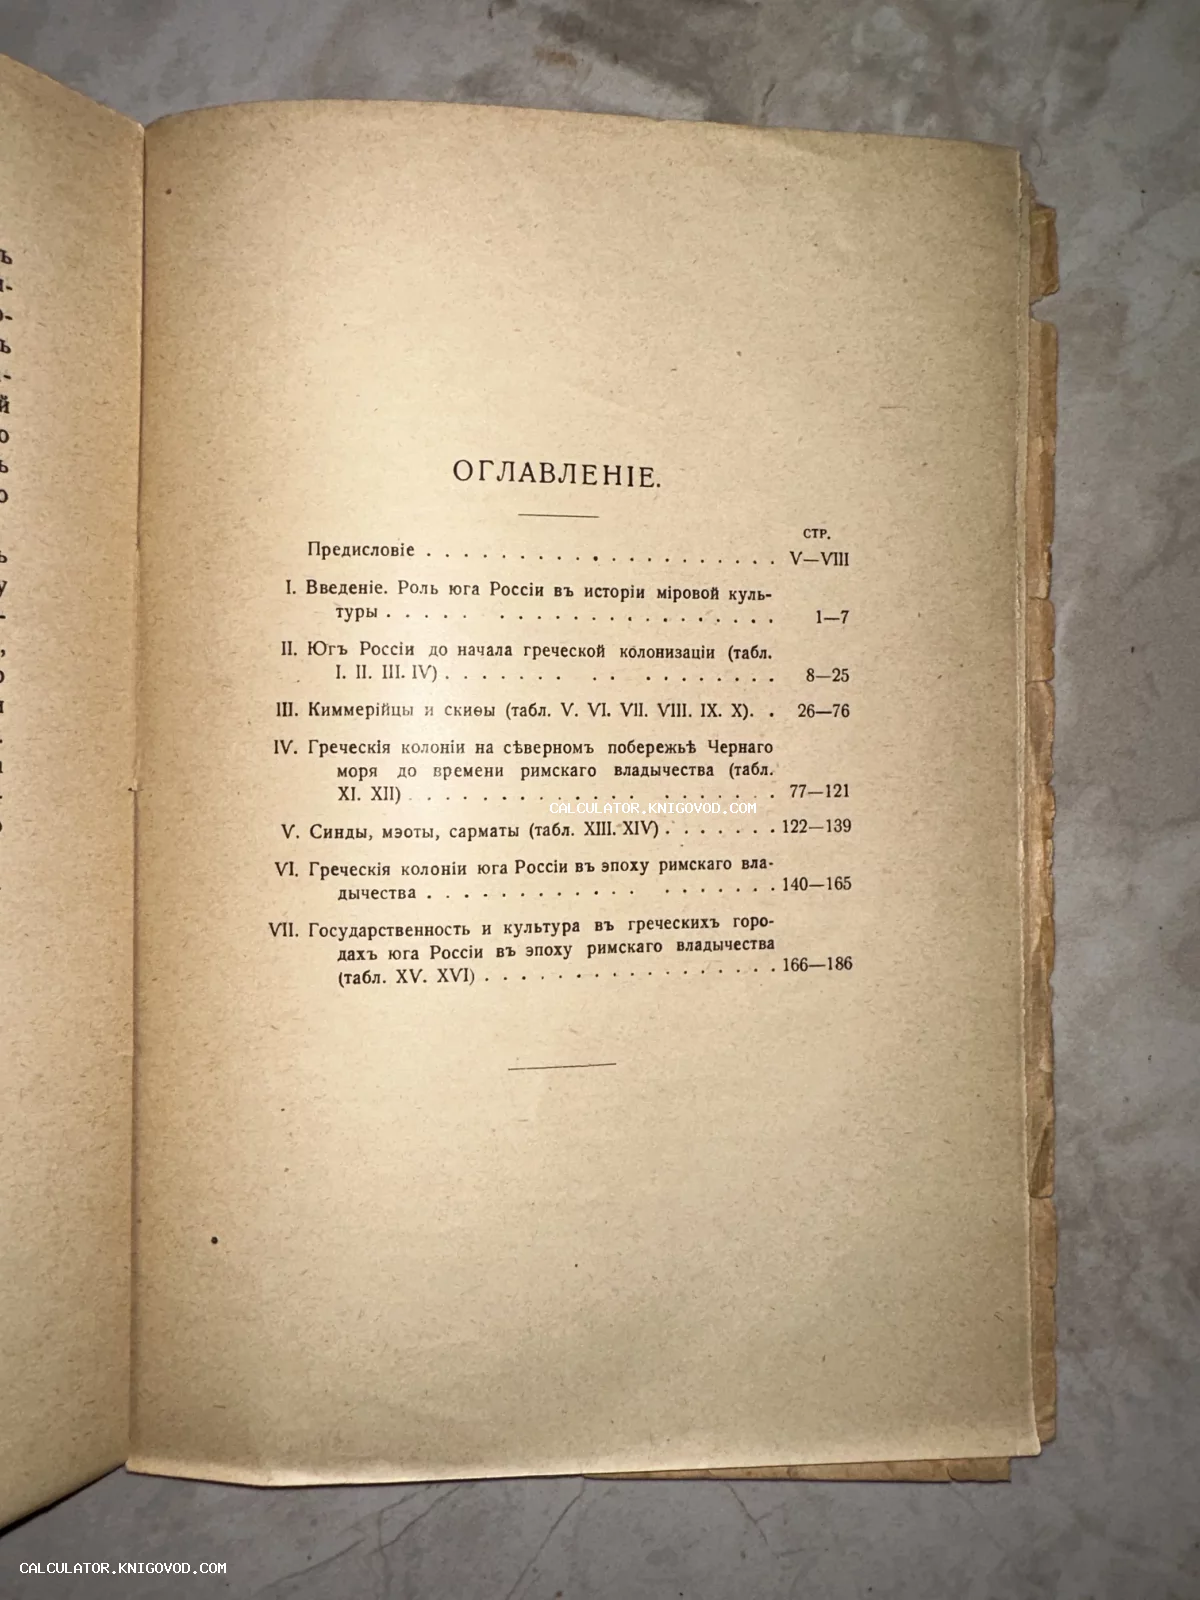 ОГЛАВЛЕНІЕ.
СТР.
Предисловіе . . . . . . . . . . . . . . . . . . . V—VIII
I. Введеніе. Роль юга Россіи въ исторіи міровой куль-
туры . . . . . . . . . . . . . . . . . . . . 1—7
II. Югъ Россіи до начала греческой колонизаціи (табл.
I. II. III. IV) . . . . . . . . . . . . . . . . . 8—25
III. Киммерійцы и скиѳы (табл. V. VI. VII. VIII. IX. X). . 26—76
IV. Греческія колоніи на сѣверномъ побережьѣ Чернаго
моря до времени римскаго владычества (табл.
XI. XII) . . . . . . . . . . . . . . . . . . . 77—121
CALCULATOR.KNIGOVOD.COM
V. Синды, мэоты, сарматы (табл. XIII. XIV) . . . . . . . 122—139
VI. Греческія колоніи юга Россіи въ эпоху римскаго вла-
дычества . . . . . . . . . . . . . . . . . . . 140—165
VII. Государственность и культура въ греческихъ горо-
дахъ юга Россіи въ эпоху римскаго владычества
(табл. XV. XVI) . . . . . . . . . . . . . . . . 166—186
CALCULATOR.KNIGOVOD.COM